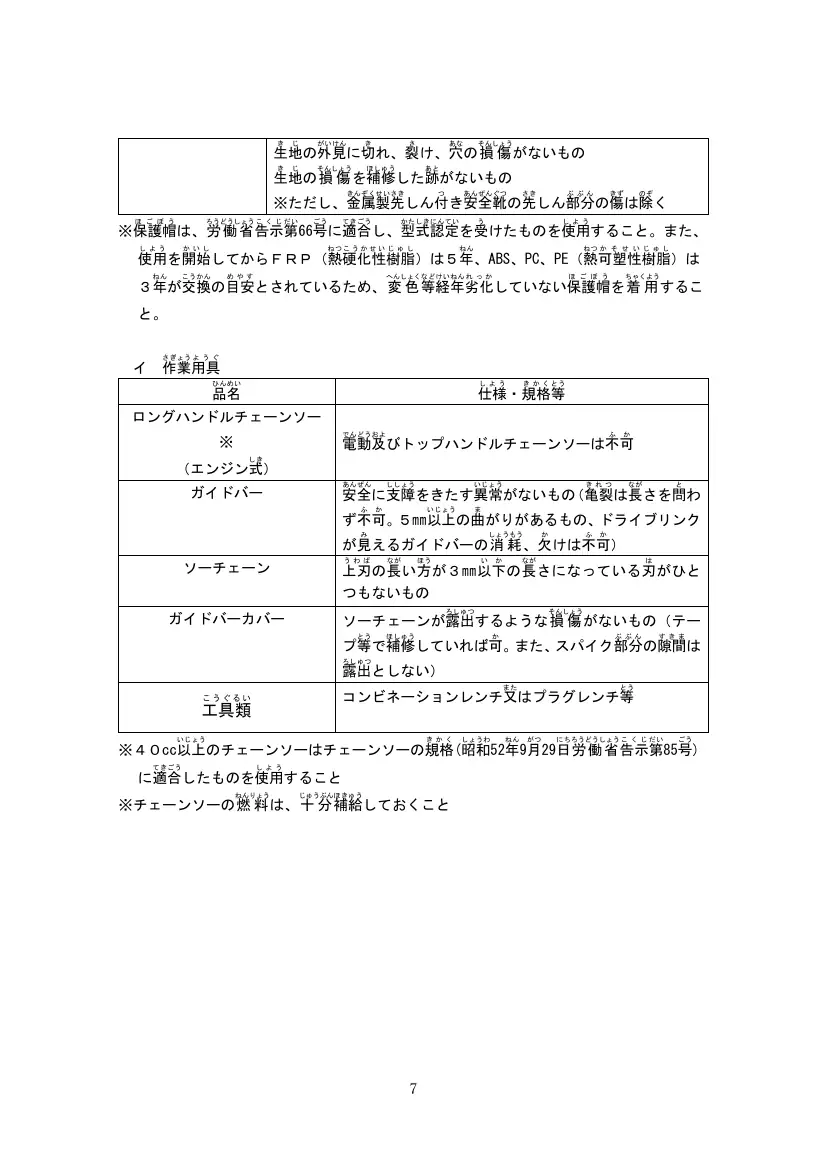 生地の外見に切れ、裂け、穴の損傷がないもの
生地の損傷を補修した跡がないもの
※ただし、金属製先しん付き安全靴の先しん部分の傷は除く
※保護帽は、労働省告示第66号に適合し、型式認定を受けたものを使用すること。また、
使用を開始してからＦＲＰ（熱硬化性樹脂）は５年、ABS、PC、PE（熱可塑性樹脂）は
３年が交換の目安とされているため、変色等経年劣化していない保護帽を着用するこ
と。
イ　作業用具
品名
仕様・規格等
ロングハンドルチェーンソー
※
（エンジン式）
電動及びトップハンドルチェーンソーは不可
ガイドバー
安全に支障をきたす異常がないもの（亀裂は長さを問わ
ず不可。５㎜以上の曲がりがあるもの、ドライブリンク
が見えるガイドバーの消耗、欠けは不可）
ソーチェーン
上刃の長い方が３㎜以下の長さになっている刃がひと
つもないもの
ガイドバーカバー
ソーチェーンが露出するような損傷がないもの（テー
プ等で補修していれば可。また、スパイク部分の隙間は
露出としない）
工具類
コンビネーションレンチ又はプラグレンチ等
※４０cc以上のチェーンソーはチェーンソーの規格（昭和52年9月29日労働省告示第85号）
に適合したものを使用すること
※チェーンソーの燃料は、十分補給しておくこと
7